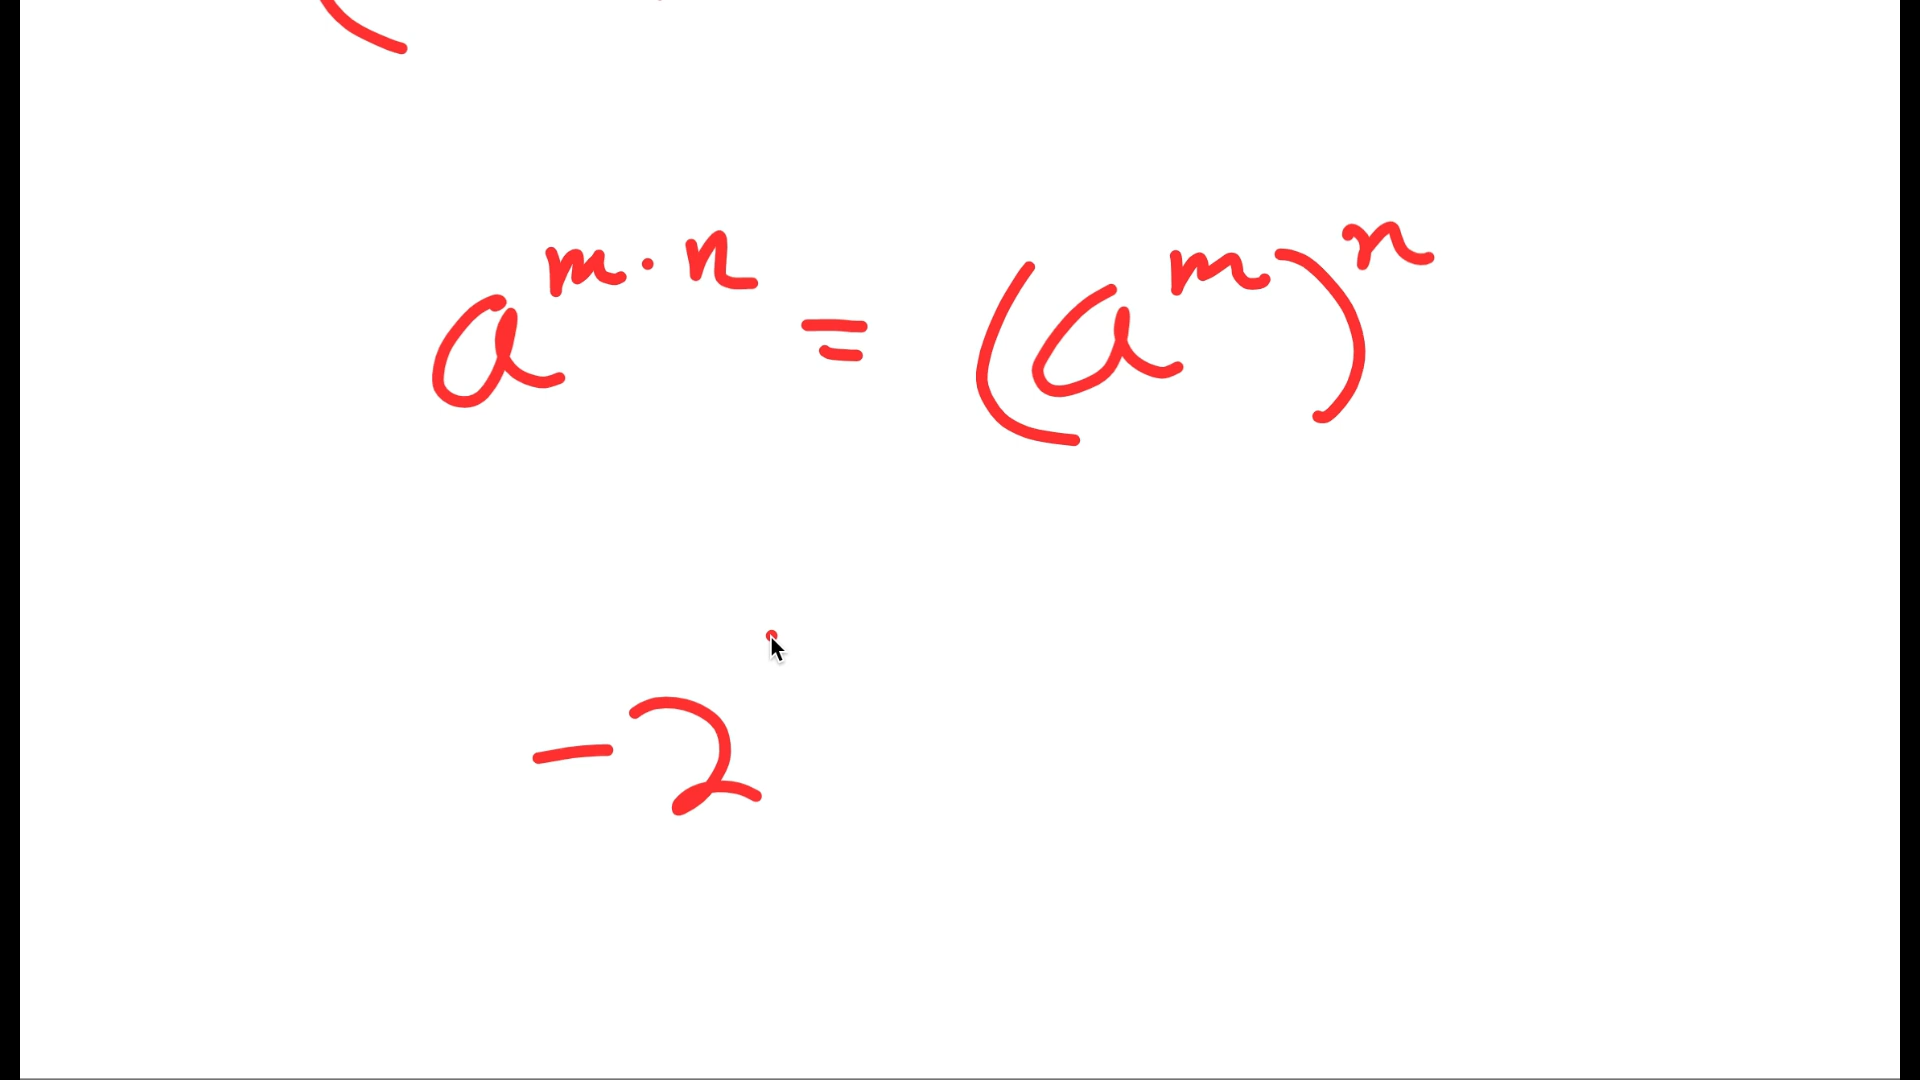 a^{m·n} = (a^m)^n
-2